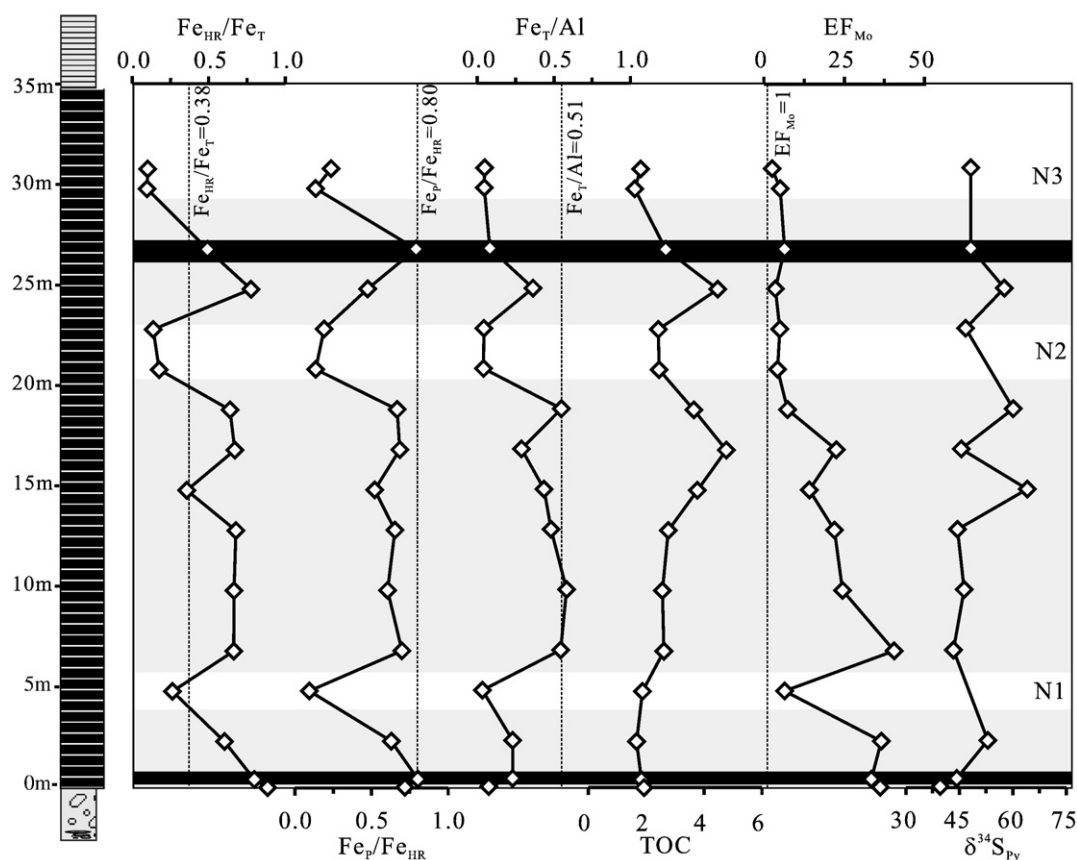 Fe_HR/Fe_T Fe_T/Al EF_Mo
0.0 0.5 1.0 0.0 0.5 1.0 0 25 50
35m
Fe_HR/Fe_T=0.38
Fe_P/Fe_HR=0.80
Fe_T/Al=0.51
EF_Mo=1
30m N3
25m
N2
20m
15m
10m
5m N1
0m
0.0 0.5 1.0 0 2 4 6 30 45 60 75
Fe_P/Fe_HR TOC δ³⁴S_Py